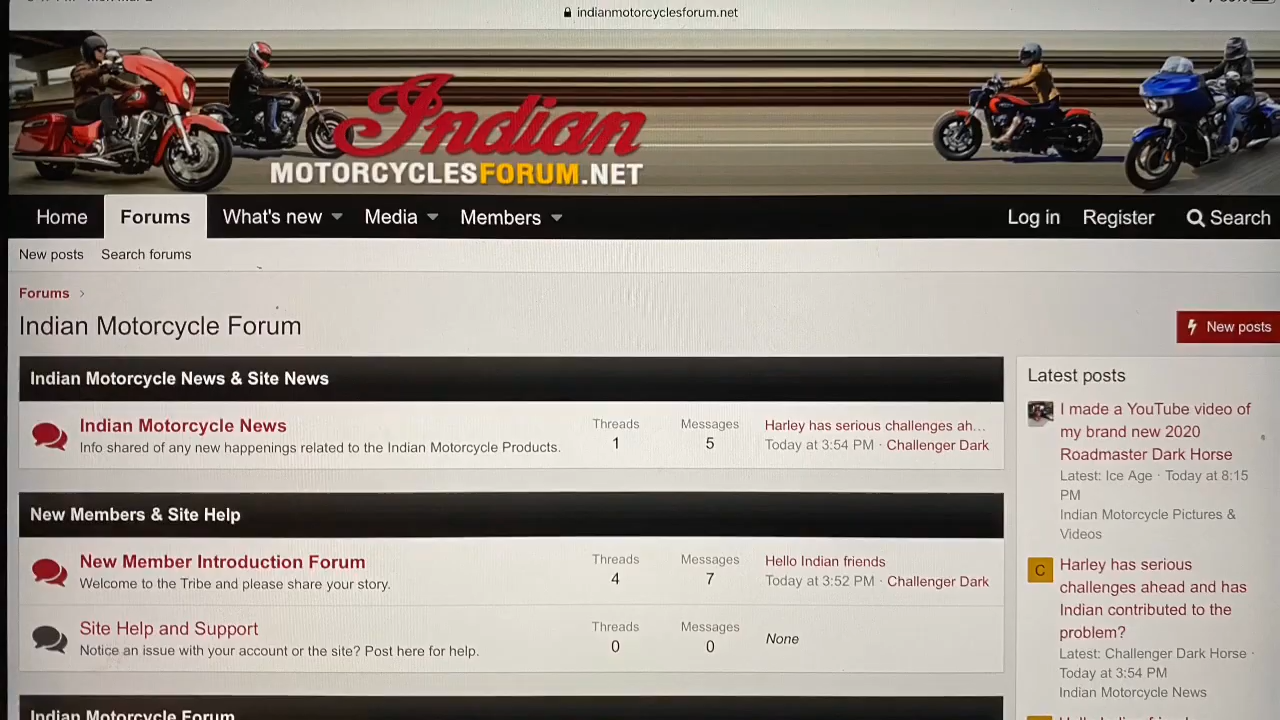 indianmotorcyclesforum.net
Indian
MOTORCYCLESFORUM.NET
Home Forums What's new Media Members Log in Register Search
New posts Search forums
Forums
Indian Motorcycle Forum
New posts
Indian Motorcycle News & Site News
Indian Motorcycle News
Info shared of any new happenings related to the Indian Motorcycle Products.
Threads
1
Messages
5
Harley has serious challenges ah...
Today at 3:54 PM · Challenger Dark
New Members & Site Help
New Member Introduction Forum
Welcome to the Tribe and please share your story.
Threads
4
Messages
7
Hello Indian friends
Today at 3:52 PM · Challenger Dark
Site Help and Support
Notice an issue with your account or the site? Post here for help.
Threads
0
Messages
0
None
Indian Motorcycle Forum
Latest posts
I made a YouTube video of
my brand new 2020
Roadmaster Dark Horse
Latest: Ice Age · Today at 8:15
PM
Indian Motorcycle Pictures &
Videos
C
Harley has serious
challenges ahead and has
Indian contributed to the
problem?
Latest: Challenger Dark Horse ·
Today at 3:54 PM
Indian Motorcycle News